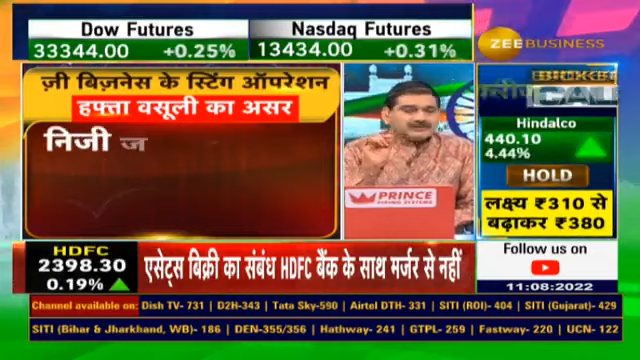 Dow Futures
33344.00 +0.25%
Nasdaq Futures
13434.00 +0.31%
ZEE BUSINESS
ज़ी बिज़नेस के स्टिंग ऑपरेशन
हफ्ता वसूली का असर
निजी ज
PRINCE
PIPING SYSTEMS
Hindalco
440.10
4.44%
HOLD
लक्ष्य ₹310 से
बढ़ाकर ₹380
HDFC
2398.30
0.19%
एसेट्स बिक्री का संबंध HDFC बैंक के साथ मर्जर से नहीं
Follow us on
11:08:2022
Channel available on: Dish TV- 731 | D2H-343 | Tata Sky-590 | Airtel DTH- 331 | SITI (ROI)- 404 | SITI (Gujarat)- 429
SITI (Bihar & Jharkhand, WB)- 186 | DEN-355/356 | Hathway- 241 | GTPL- 259 | Fastway- 220 | UCN- 122